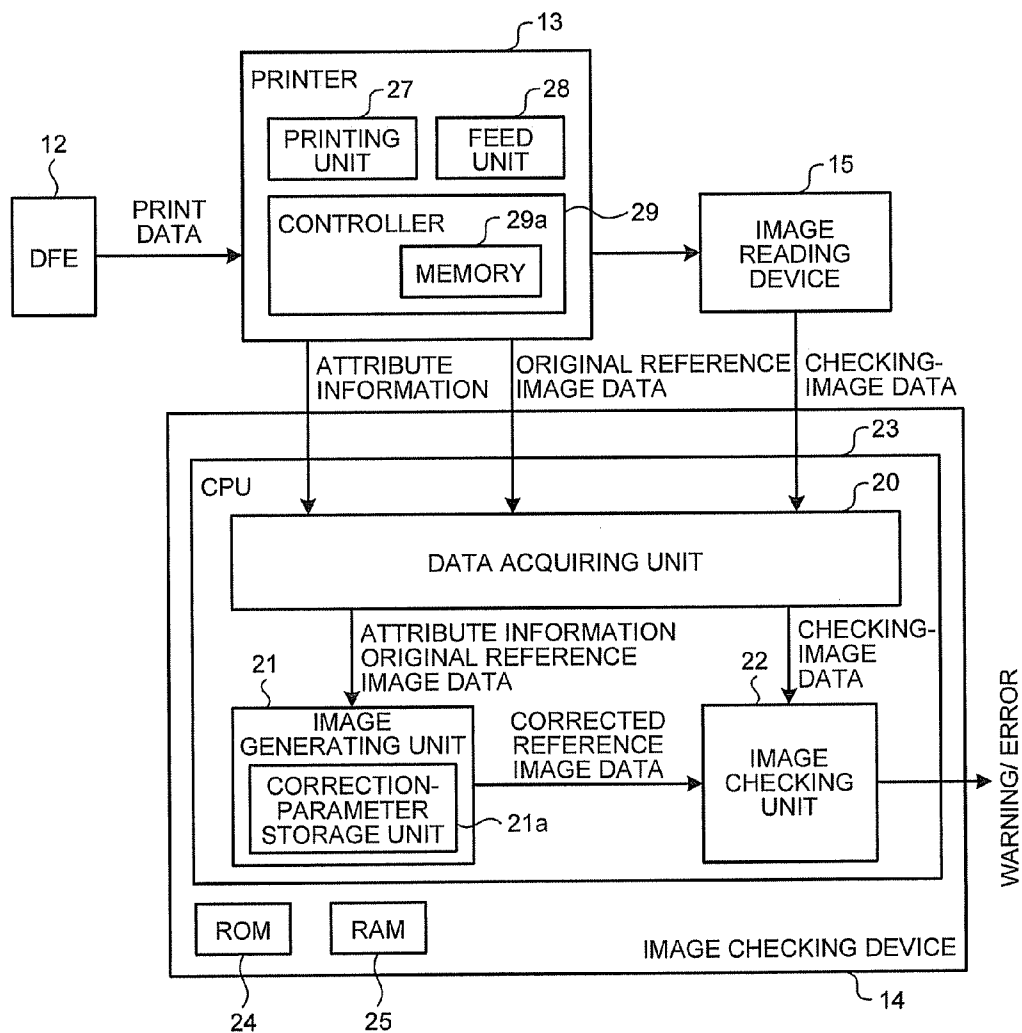 13
PRINTER
27
28
PRINTING
UNIT
FEED
UNIT
12
15
DFE
PRINT
DATA
CONTROLLER
29
29a
MEMORY
IMAGE
READING
DEVICE
ATTRIBUTE
INFORMATION
ORIGINAL REFERENCE
IMAGE DATA
CHECKING-
IMAGE DATA
23
CPU
20
DATA ACQUIRING UNIT
ATTRIBUTE INFORMATION
ORIGINAL REFERENCE
IMAGE DATA
CHECKING-
IMAGE
DATA
21
22
IMAGE
GENERATING UNIT
CORRECTION-
PARAMETER
STORAGE UNIT
21a
CORRECTED
REFERENCE
IMAGE DATA
IMAGE
CHECKING
UNIT
WARNING/ ERROR
ROM
RAM
IMAGE CHECKING DEVICE
24
25
14